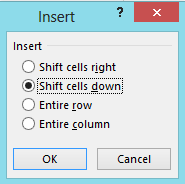 Insert ?
Insert
Shift cells right
Shift cells down
Entire row
Entire column
OK Cancel